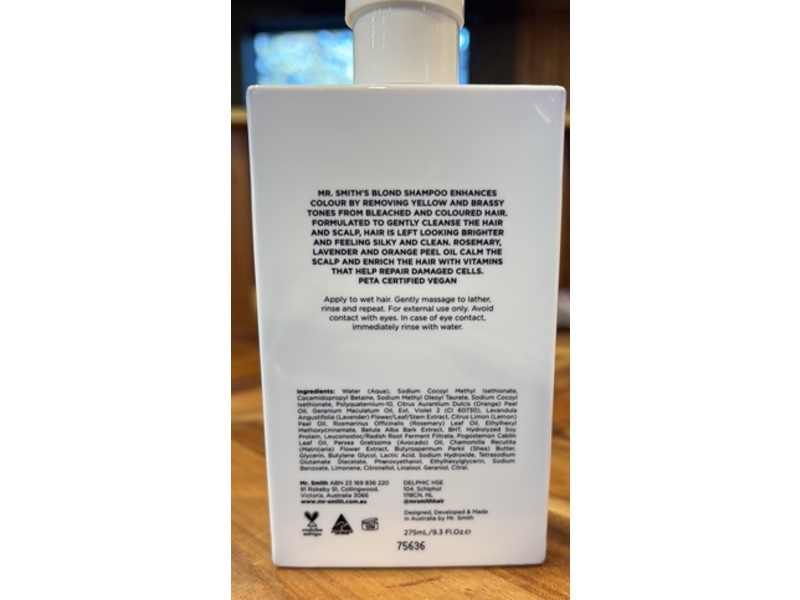 MR. SMITH'S BLOND SHAMPOO ENHANCES
COLOUR BY REMOVING YELLOW AND BRASSY
TONES FROM BLEACHED AND COLOURED HAIR.
FORMULATED TO GENTLY CLEANSE THE HAIR
AND SCALP, HAIR IS LEFT LOOKING BRIGHTER
AND FEELING SILKY AND CLEAN. ROSEMARY,
LAVENDER AND ORANGE PEEL OIL CALM THE
SCALP AND ENRICH THE HAIR WITH VITAMINS
THAT HELP REPAIR DAMAGED CELLS.
PETA CERTIFIED VEGAN
Apply to wet hair. Gently massage to lather,
rinse and repeat. For external use only. Avoid
contact with eyes. In case of eye contact,
immediately rinse with water.
Ingredients: Water (Aqua), Sodium Cocoyl Methyl Isethionate,
Cocamidopropyl Betaine, Sodium Methyl Oleoyl Taurate, Sodium Cocoyl
Isethionate, Polyquaternium-10, Citrus Aurantium Dulcis (Orange) Peel
Oil, Geranium Maculatum Oil, Ext. Violet 2 (CI 60730), Lavandula
Angustifolia (Lavender) Flower/Leaf/Stem Extract, Citrus Limon (Lemon)
Peel Oil, Rosmarinus Officinalis (Rosemary) Leaf Oil, Ethylhexyl
Methoxycinnamate, Betula Alba Bark Extract, BHT, Hydrolyzed Soy
Protein, Leuconostoc/Radish Root Ferment Filtrate, Pogostemon Cablin
Leaf Oil, Persea Gratissima (Avocado) Oil, Chamomilla Recutita
(Matricaria) Flower Extract, Butyrospermum Parkii (Shea) Butter,
Glycerin, Butylene Glycol, Lactic Acid, Sodium Hydroxide, Tetrasodium
Glutamate Diacetate, Phenoxyethanol, Ethylhexylglycerin, Sodium
Benzoate, Limonene, Citronellol, Linalool, Geraniol, Citral.
Mr. Smith ABN 23 169 836 220
91 Rokeby St, Collingwood,
Victoria, Australia 3066
www.mr-smith.com.au
DELPHIC HSE
104, Schiphol
1118CN, NL
@mrsmithhair
Designed, Developed & Made
in Australia by Mr. Smith
275mL/9.3 Fl.Oz.e
75636